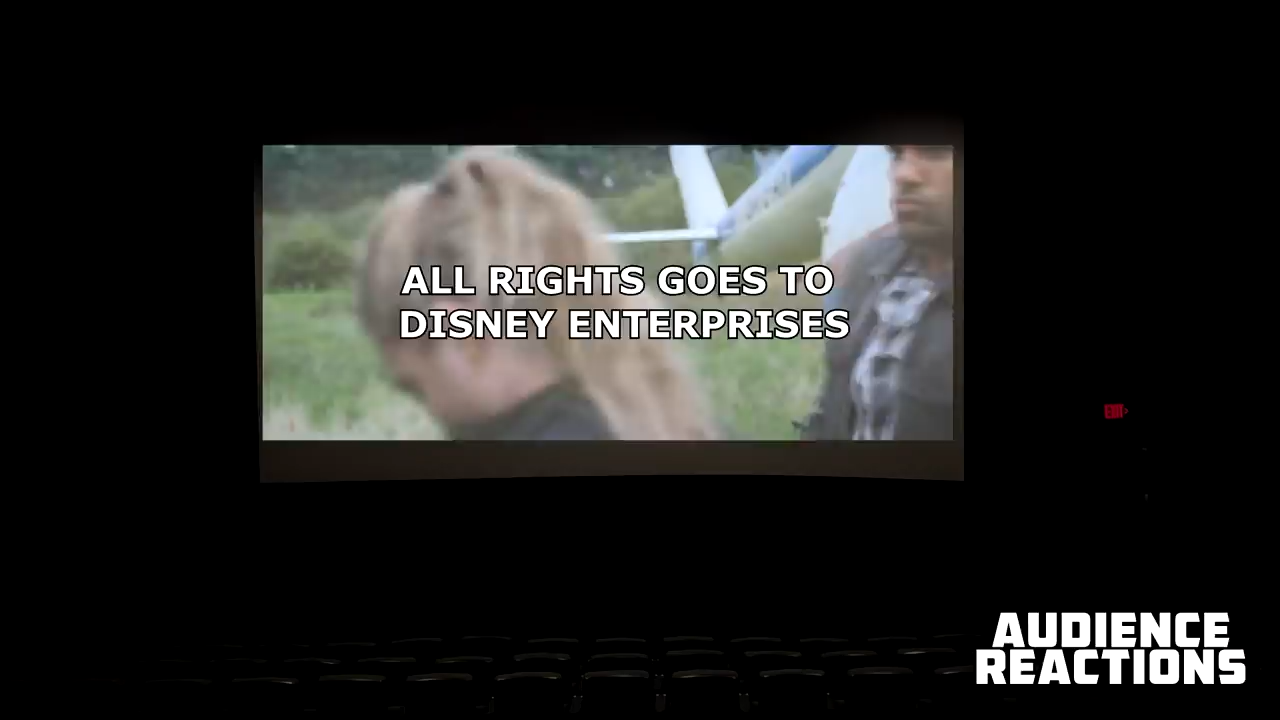 ALL RIGHTS GOES TO
DISNEY ENTERPRISES
AUDIENCE
REACTIONS